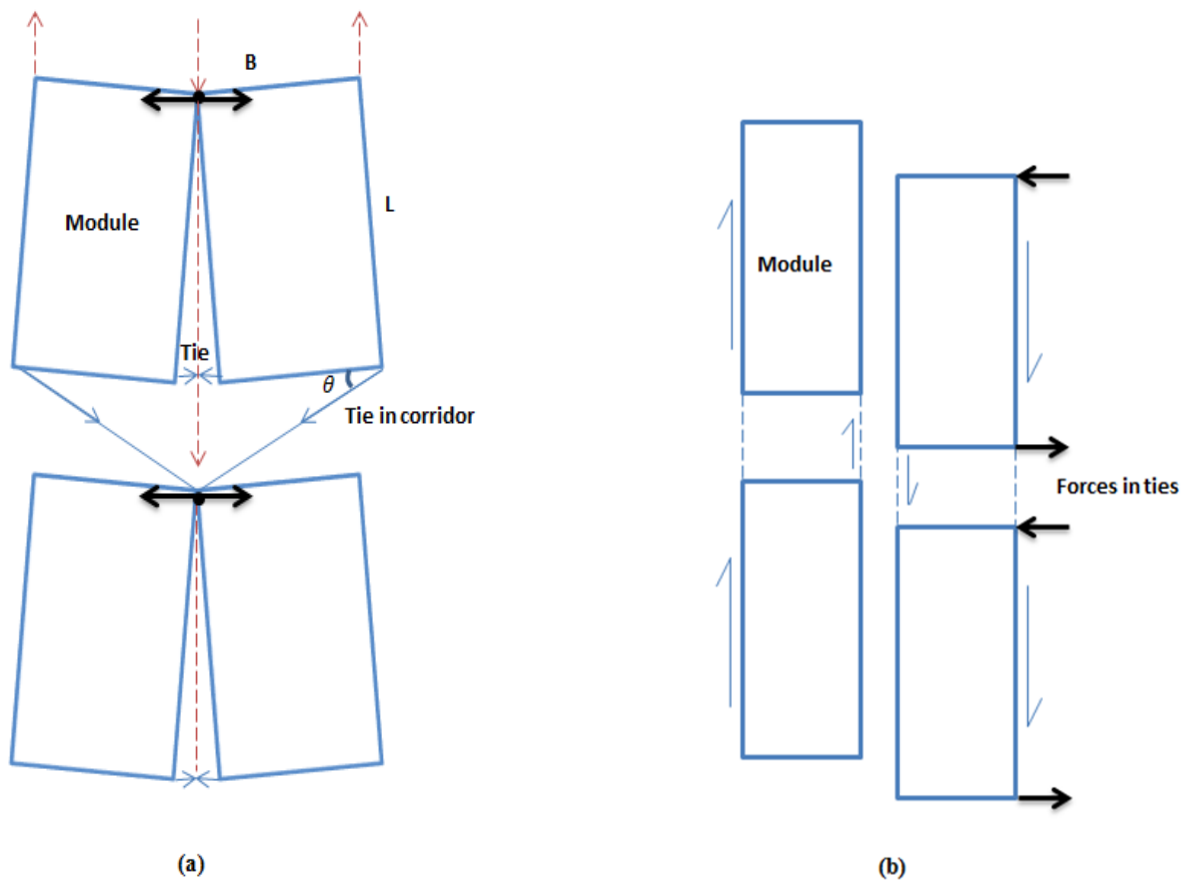 B
L
Module
Tie
θ
Tie in corridor
Module
Forces in ties
(a)
(b)